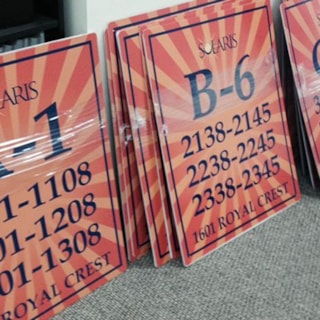 LARIS
-1
1-1108
01-1208
01-1308
ROYAL CREST
SOLARIS
B-6
2138-2145
2238-2245
2338-2345
1601 ROYAL CREST